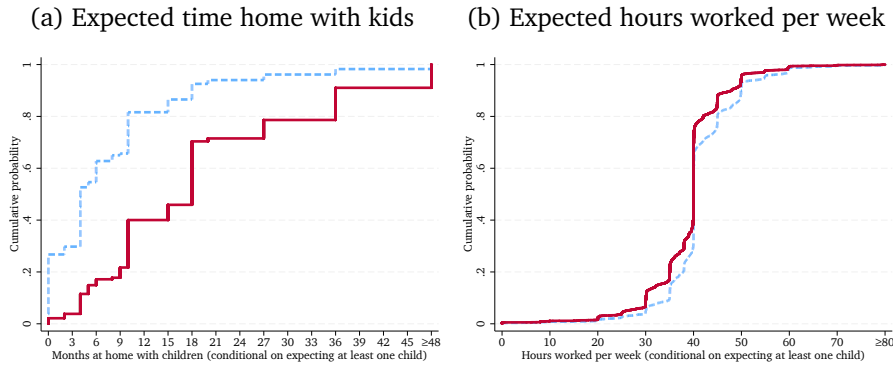 (a) Expected time home with kids
Cumulative probability
1
.8
.6
.4
.2
0
0 3 6 9 12 15 18 21 24 27 30 33 36 39 42 45 ≥48
Months at home with children (conditional on expecting at least one child)
(b) Expected hours worked per week
Cumulative probability
1
.8
.6
.4
.2
0
0 10 20 30 40 50 60 70 ≥80
Hours worked per week (conditional on expecting at least one child)